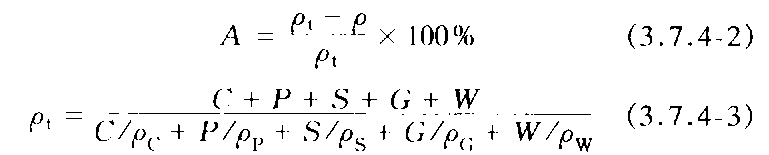 A = (ρt − ρ)/ρt × 100% (3.7.4-2)
ρt = (C + P + S + G + W)/(C/ρC + P/ρP + S/ρS + G/ρG + W/ρW) (3.7.4-3)